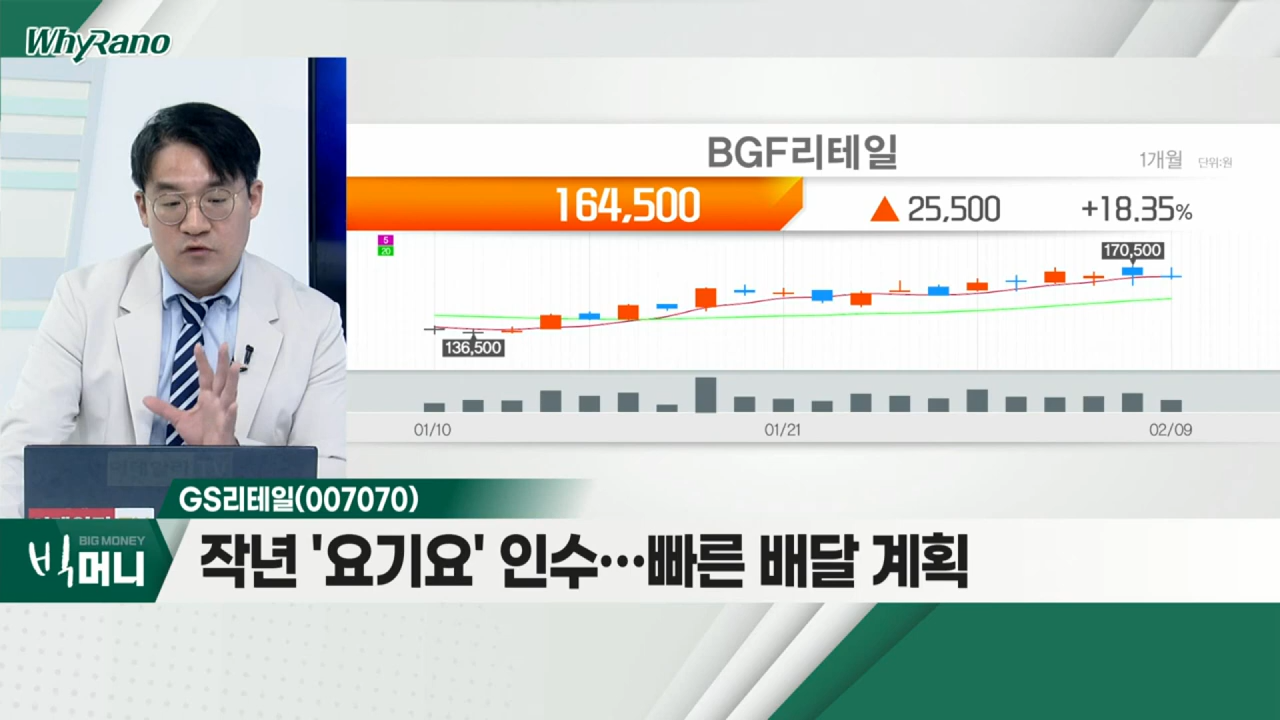 WhyRano
BGF리테일
1개월 단위:원
164,500
▲ 25,500
+18.35%
5
20
170,500
136,500
01/10
01/21
02/09
GS리테일(007070)
BIG MONEY
빅머니
작년 '요기요' 인수…빠른 배달 계획